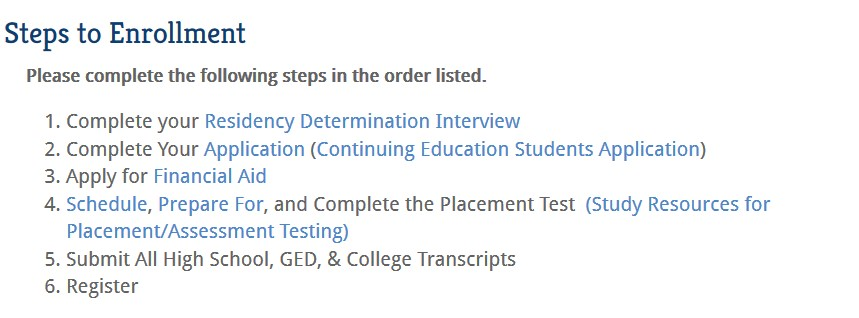 Steps to Enrollment
Please complete the following steps in the order listed.
1. Complete your Residency Determination Interview
2. Complete Your Application (Continuing Education Students Application)
3. Apply for Financial Aid
4. Schedule, Prepare For, and Complete the Placement Test (Study Resources for
Placement/Assessment Testing)
5. Submit All High School, GED, & College Transcripts
6. Register